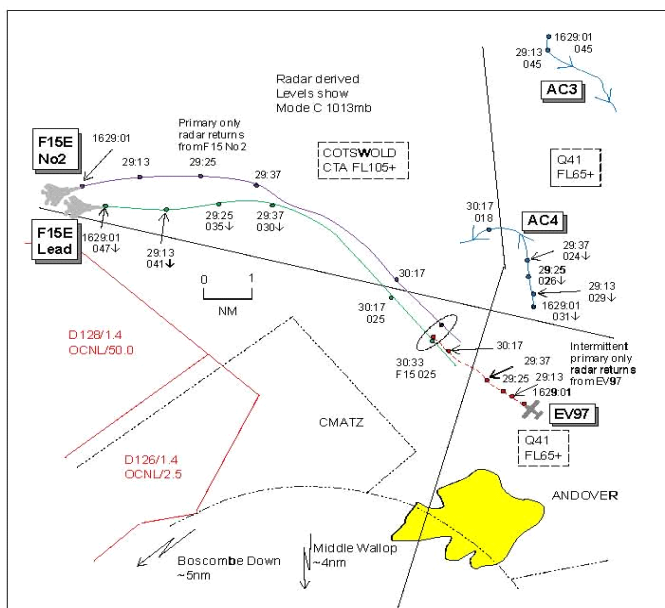 1629:01
045
29:13
045
AC3
Radar derived
Levels show
Mode C 1013mb
Primary only
radar returns
from F15 No2
F15E
No2
1629:01
29:13
29:25
29:37
COTSWOLD
CTA FL105+
Q41
FL65+
F15E
Lead
1629:01
047↓
29:13
041↓
29:25
035↓
29:37
030↓
30:17
018
AC4
29:37
024↓
29:25
026↓
29:13
029↓
1629:01
031↓
0 1
NM
30:17
30:17
025
D128/1.4
OCNL/50.0
30:33
F15 025
30:17
29:37
29:25
29:13
1629:01
Intermittent
primary only
radar returns
from EV97
EV97
CMATZ
Q41
FL65+
D126/1.4
OCNL/2.5
ANDOVER
Boscombe Down
~5nm
Middle Wallop
~4nm